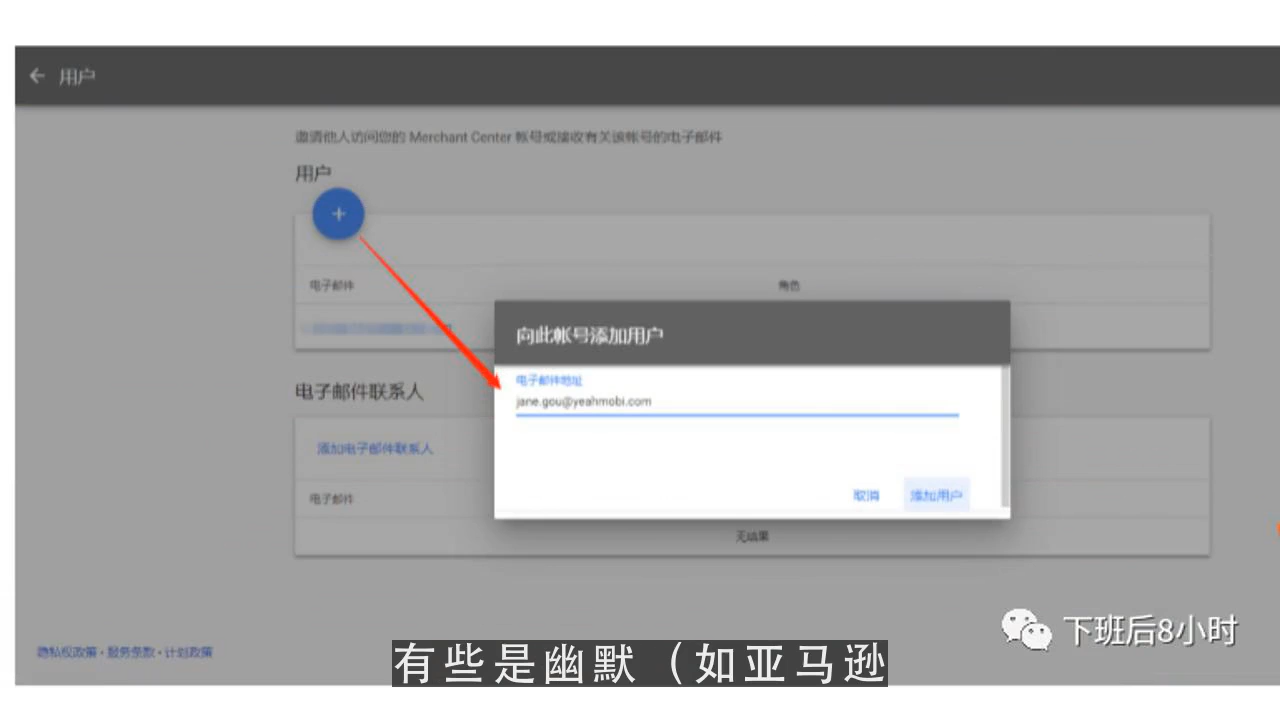 用户
邀请他人访问您的 Merchant Center 帐号或接收有关该帐号的电子邮件
用户
+
电子邮件 角色
向此帐号添加用户
电子邮件地址
jane.gou@yeahmobi.com
取消 添加用户
电子邮件联系人
添加电子邮件联系人
电子邮件
无结果
隐私权政策・服务条款・计划政策
下班后8小时
有些是幽默（如亚马逊